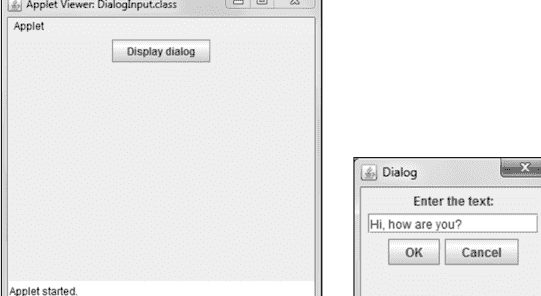 Applet Viewer: DialogInput.class
Applet
Display dialog
Applet started.
Dialog
Enter the text:
Hi, how are you?
OK
Cancel